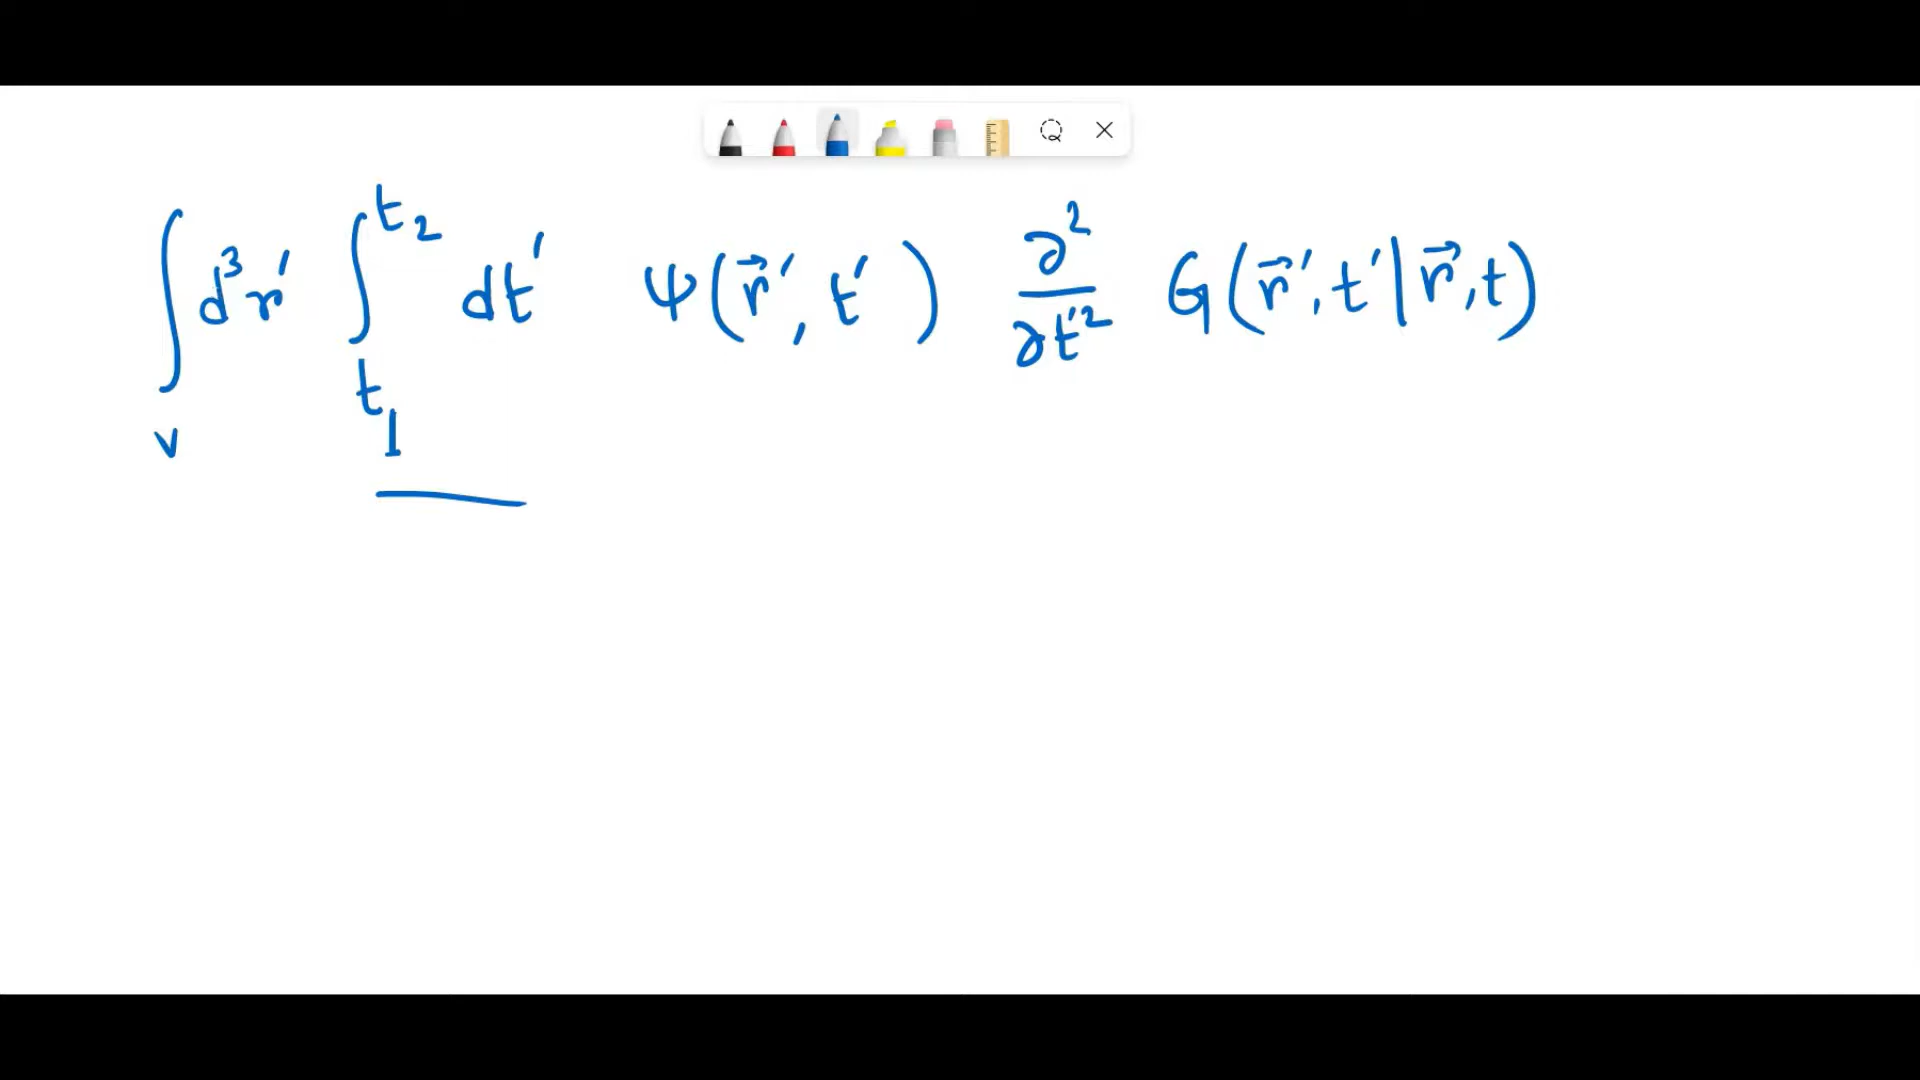 ∫_V d³r′ ∫_{t₁}^{t₂} dt′ ψ(r⃗′, t′) ∂²/∂t′² G(r⃗′, t′|r⃗, t)